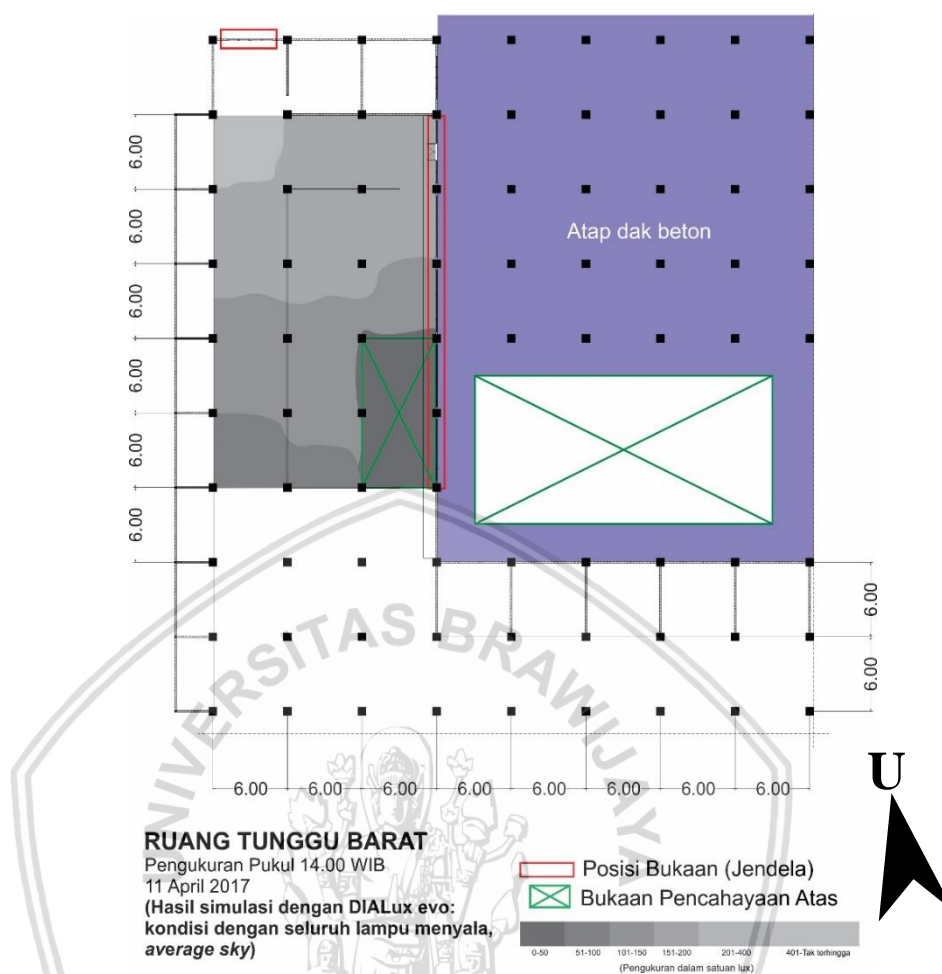 Atap dak beton
6.00
6.00
6.00
6.00
6.00
6.00
6.00
6.00
6.00 6.00 6.00 6.00 6.00 6.00 6.00 6.00
UNIVERSITAS BRAWIJAYA
U
RUANG TUNGGU BARAT
Pengukuran Pukul 14.00 WIB
11 April 2017
(Hasil simulasi dengan DIALux evo:
kondisi dengan seluruh lampu menyala,
average sky)
Posisi Bukaan (Jendela)
Bukaan Pencahayaan Atas
0-50 51-100 101-150 151-200 201-400 401-Tak terhingga
(Pengukuran dalam satuan lux)